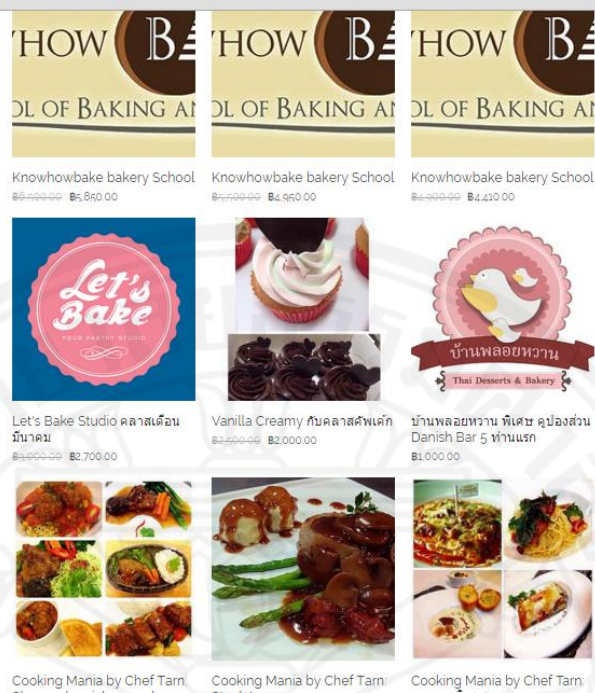 HOW B
HOW B
HOW B
OL OF BAKING AN
OL OF BAKING AN
OL OF BAKING AN
Knowhowbake bakery School
Knowhowbake bakery School
Knowhowbake bakery School
฿6,500.00 ฿5,850.00
฿5,500.00 ฿4,950.00
฿4,900.00 ฿4,410.00
Let's
Bake
YOUR PASTRY STUDIO
บ้านพลอยหวาน
Thai Desserts & Bakery
Let's Bake Studio คลาสเดือน
มีนาคม
฿3,000.00 ฿2,700.00
Vanilla Creamy กับคลาสคัพเค้ก
฿2,500.00 ฿2,000.00
บ้านพลอยหวาน พิเศษ คูปองส่วน
Danish Bar 5 ท่านแรก
฿1,000.00
Cooking Mania by Chef Tarn:
Cooking Mania by Chef Tarn:
Cooking Mania by Chef Tarn: